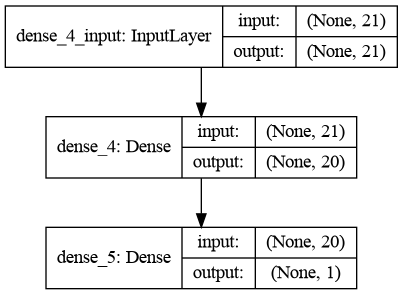 dense_4_input: InputLayer
input: (None, 21)
output: (None, 21)
dense_4: Dense
input: (None, 21)
output: (None, 20)
dense_5: Dense
input: (None, 20)
output: (None, 1)